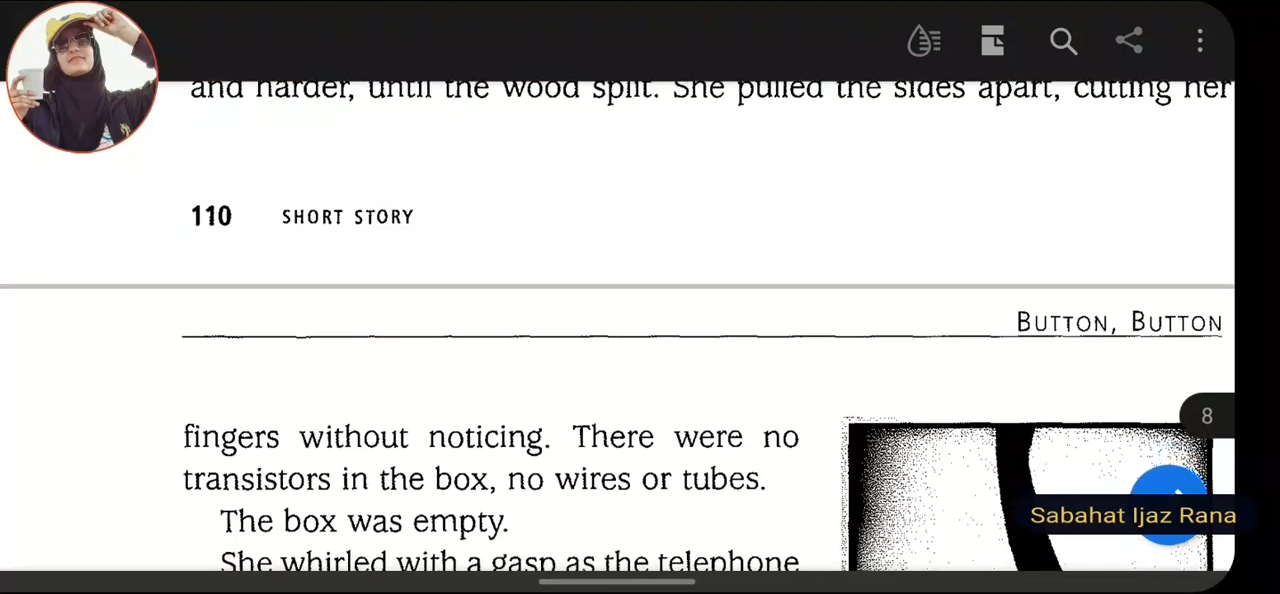 and harder, until the wood split. She pulled the sides apart, cutting her
110 SHORT STORY
BUTTON, BUTTON
fingers without noticing. There were no
transistors in the box, no wires or tubes.
The box was empty.
She whirled with a gasp as the telephone
8
Sabahat Ijaz Rana